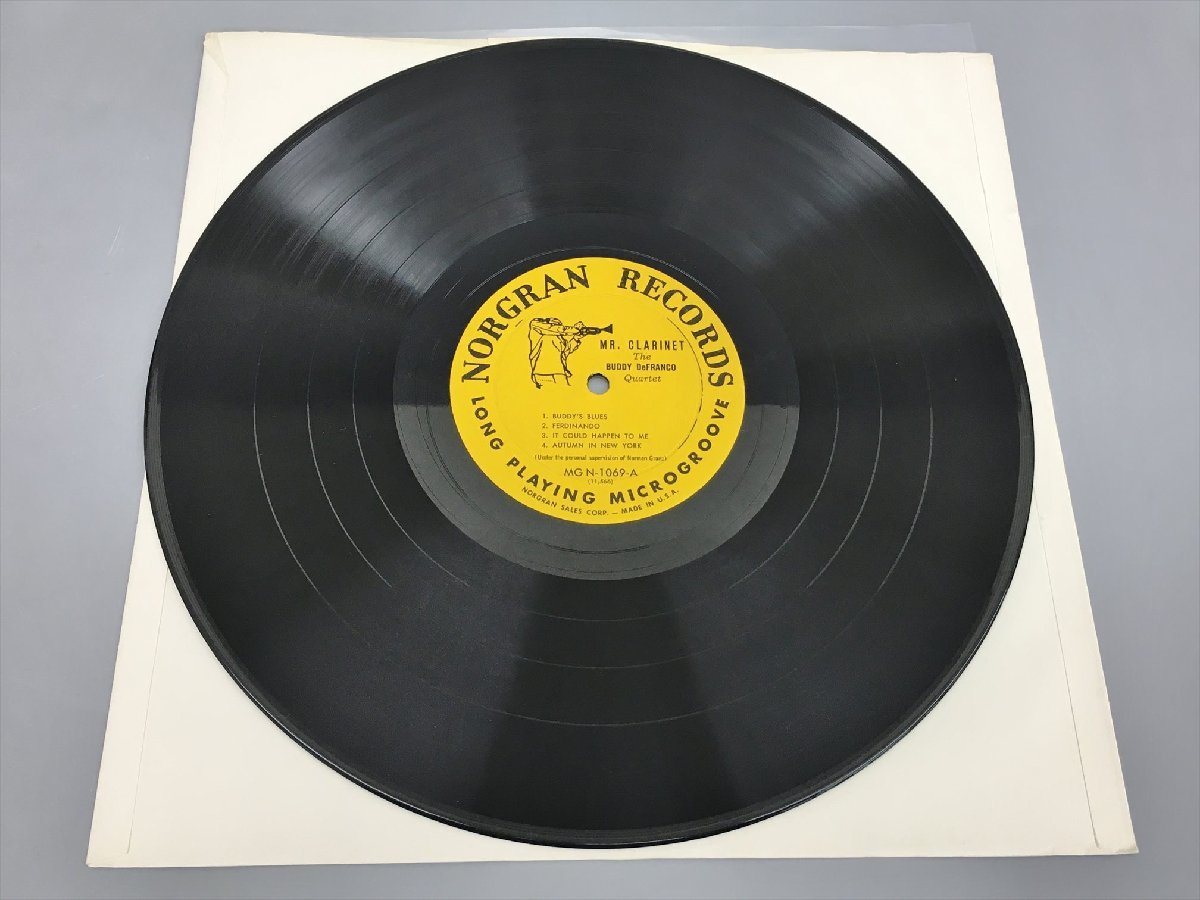 NORGRAN RECORDS
MR. CLARINET
The
BUDDY DeFRANCO
Quartet
1. BUDDY'S BLUES
2. FERDINANDO
3. IT COULD HAPPEN TO ME
4. AUTUMN IN NEW YORK
(Under the personal supervision of Norman Granz)
MG N-1069-A
LONG PLAYING MICROGROOVE
NORGRAN SALES CORP. — MADE IN U.S.A.